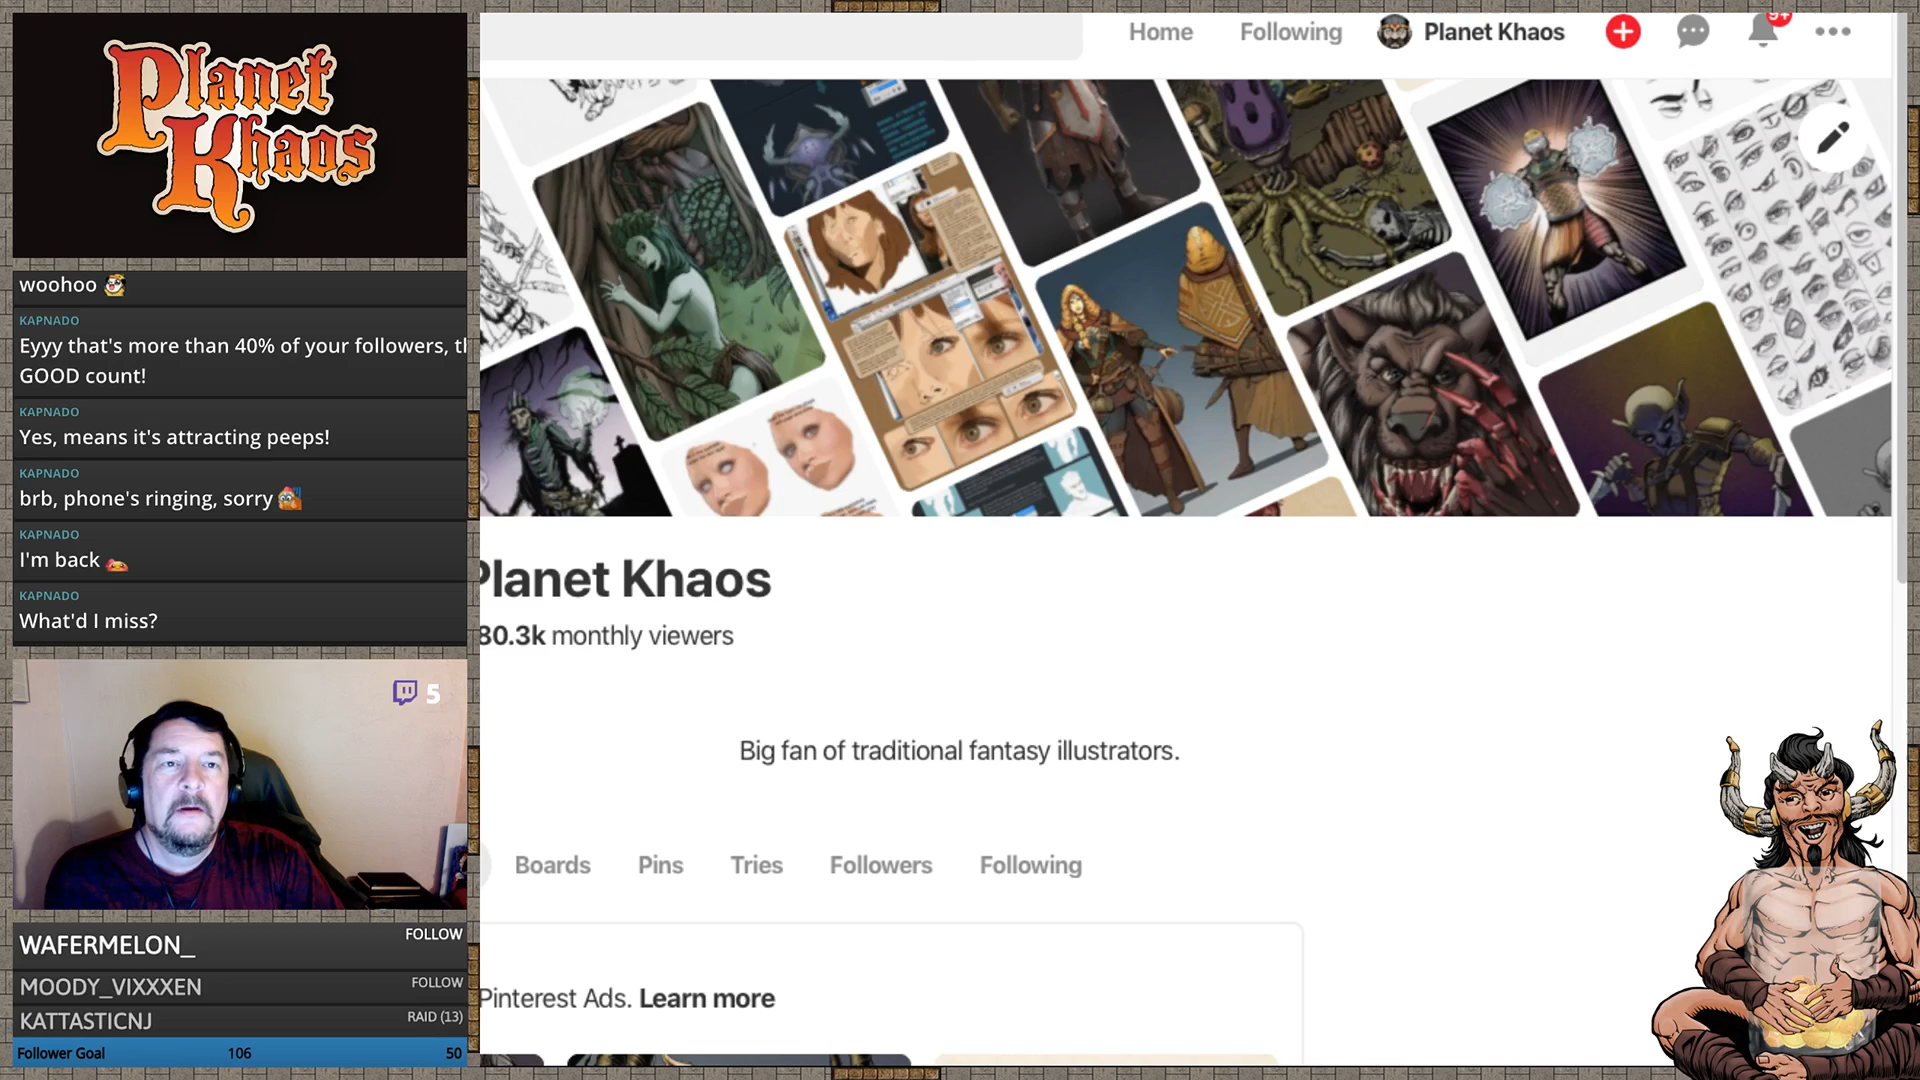 Planet
Khaos
woohoo
KAPNADO
Eyyy that's more than 40% of your followers, th
GOOD count!
KAPNADO
Yes, means it's attracting peeps!
KAPNADO
brb, phone's ringing, sorry
KAPNADO
I'm back
KAPNADO
What'd I miss?
5
WAFERMELON_ FOLLOW
MOODY_VIXXXEN FOLLOW
KATTASTICNJ RAID (13)
Follower Goal 106 50
Home Following Planet Khaos 9+
Planet Khaos
80.3k monthly viewers
Big fan of traditional fantasy illustrators.
Boards Pins Tries Followers Following
Pinterest Ads. Learn more